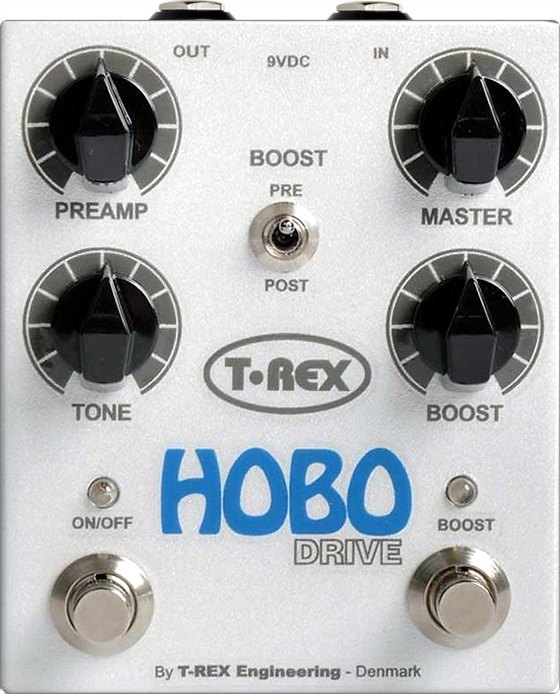 OUT
9VDC
IN
BOOST
PRE
PREAMP
MASTER
POST
T•REX
TONE
BOOST
HOBO
DRIVE
ON/OFF
BOOST
By T-REX Engineering - Denmark